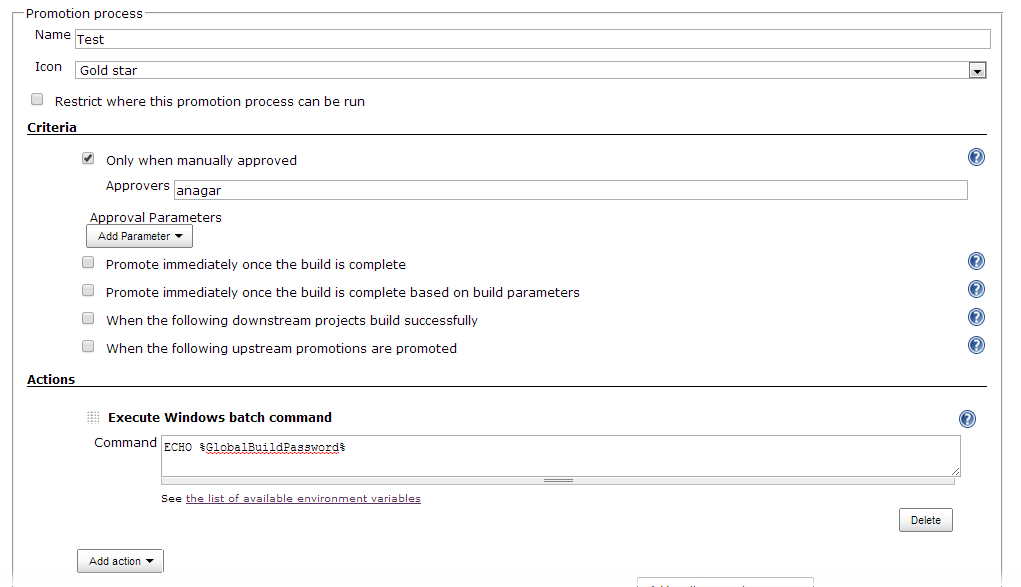 Promotion process
Name Test
Icon Gold star
Restrict where this promotion process can be run
Criteria
Only when manually approved
Approvers anagar
Approval Parameters
Add Parameter
Promote immediately once the build is complete
Promote immediately once the build is complete based on build parameters
When the following downstream projects build successfully
When the following upstream promotions are promoted
Actions
Execute Windows batch command
Command ECHO %GlobalBuildPassword%
See the list of available environment variables
Delete
Add action